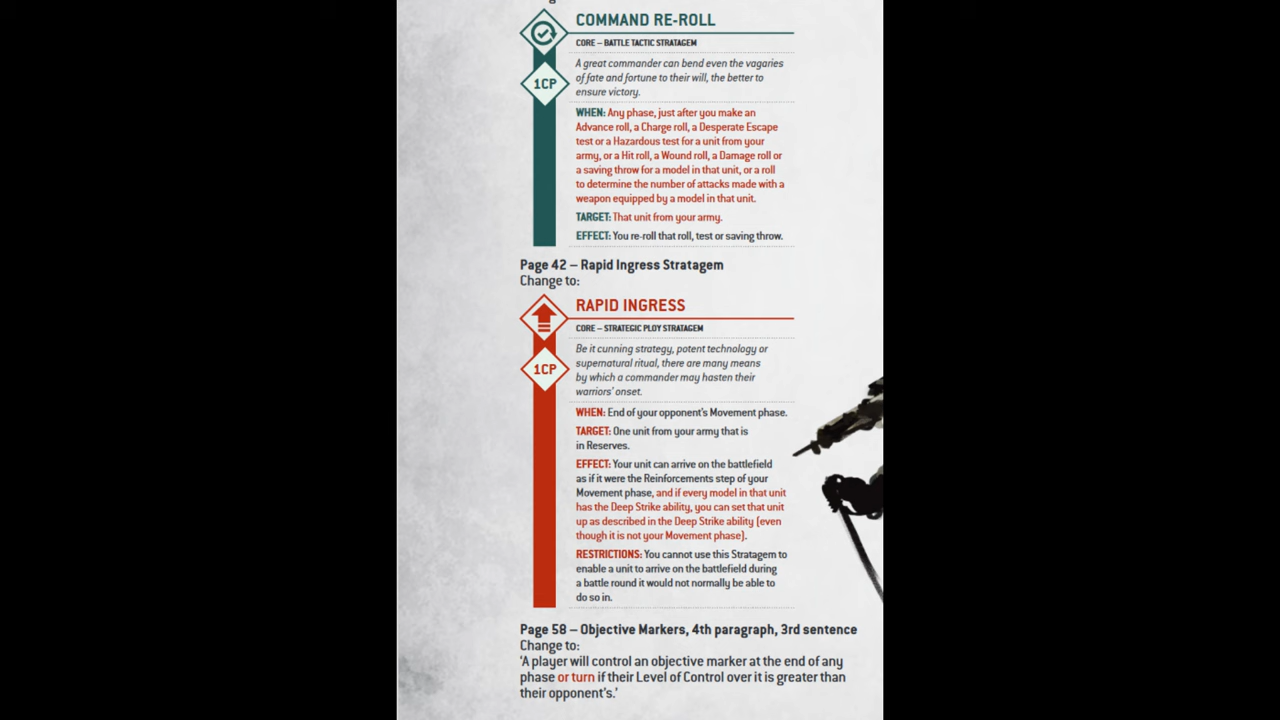 COMMAND RE-ROLL
CORE – BATTLE TACTIC STRATAGEM
1CP
A great commander can bend even the vagaries
of fate and fortune to their will, the better to
ensure victory.
WHEN: Any phase, just after you make an
Advance roll, a Charge roll, a Desperate Escape
test or a Hazardous test for a unit from your
army, or a Hit roll, a Wound roll, a Damage roll or
a saving throw for a model in that unit, or a roll
to determine the number of attacks made with a
weapon equipped by a model in that unit.
TARGET: That unit from your army.
EFFECT: You re-roll that roll, test or saving throw.
Page 42 – Rapid Ingress Stratagem
Change to:
RAPID INGRESS
CORE – STRATEGIC PLOY STRATAGEM
1CP
Be it cunning strategy, potent technology or
supernatural ritual, there are many means
by which a commander may hasten their
warriors' onset.
WHEN: End of your opponent's Movement phase.
TARGET: One unit from your army that is
in Reserves.
EFFECT: Your unit can arrive on the battlefield
as if it were the Reinforcements step of your
Movement phase, and if every model in that unit
has the Deep Strike ability, you can set that unit
up as described in the Deep Strike ability (even
though it is not your Movement phase).
RESTRICTIONS: You cannot use this Stratagem to
enable a unit to arrive on the battlefield during
a battle round it would not normally be able to
do so in.
Page 58 – Objective Markers, 4th paragraph, 3rd sentence
Change to:
'A player will control an objective marker at the end of any
phase or turn if their Level of Control over it is greater than
their opponent's.'